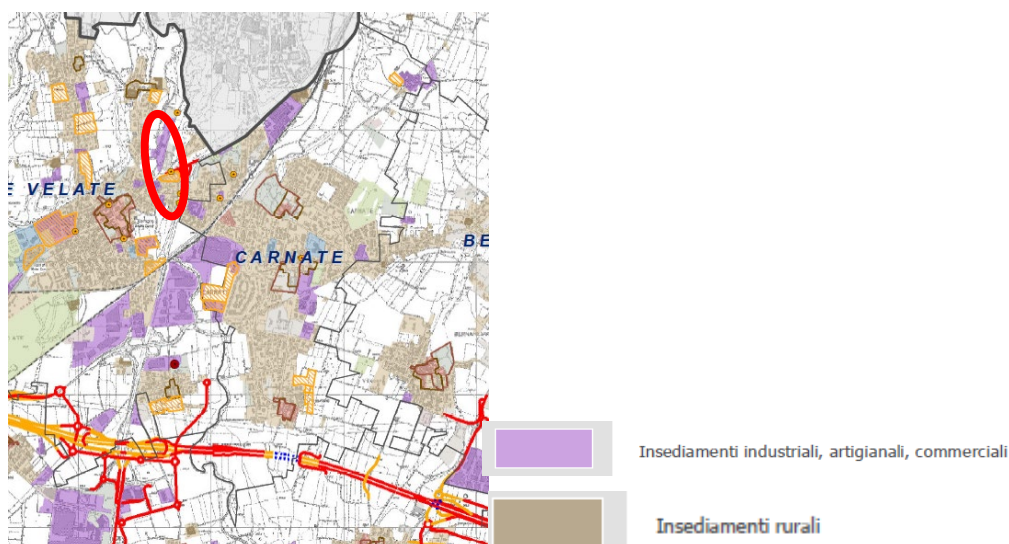 E VELATE
CARNATE
BE
Insediamenti industriali, artigianali, commerciali
Insediamenti rurali